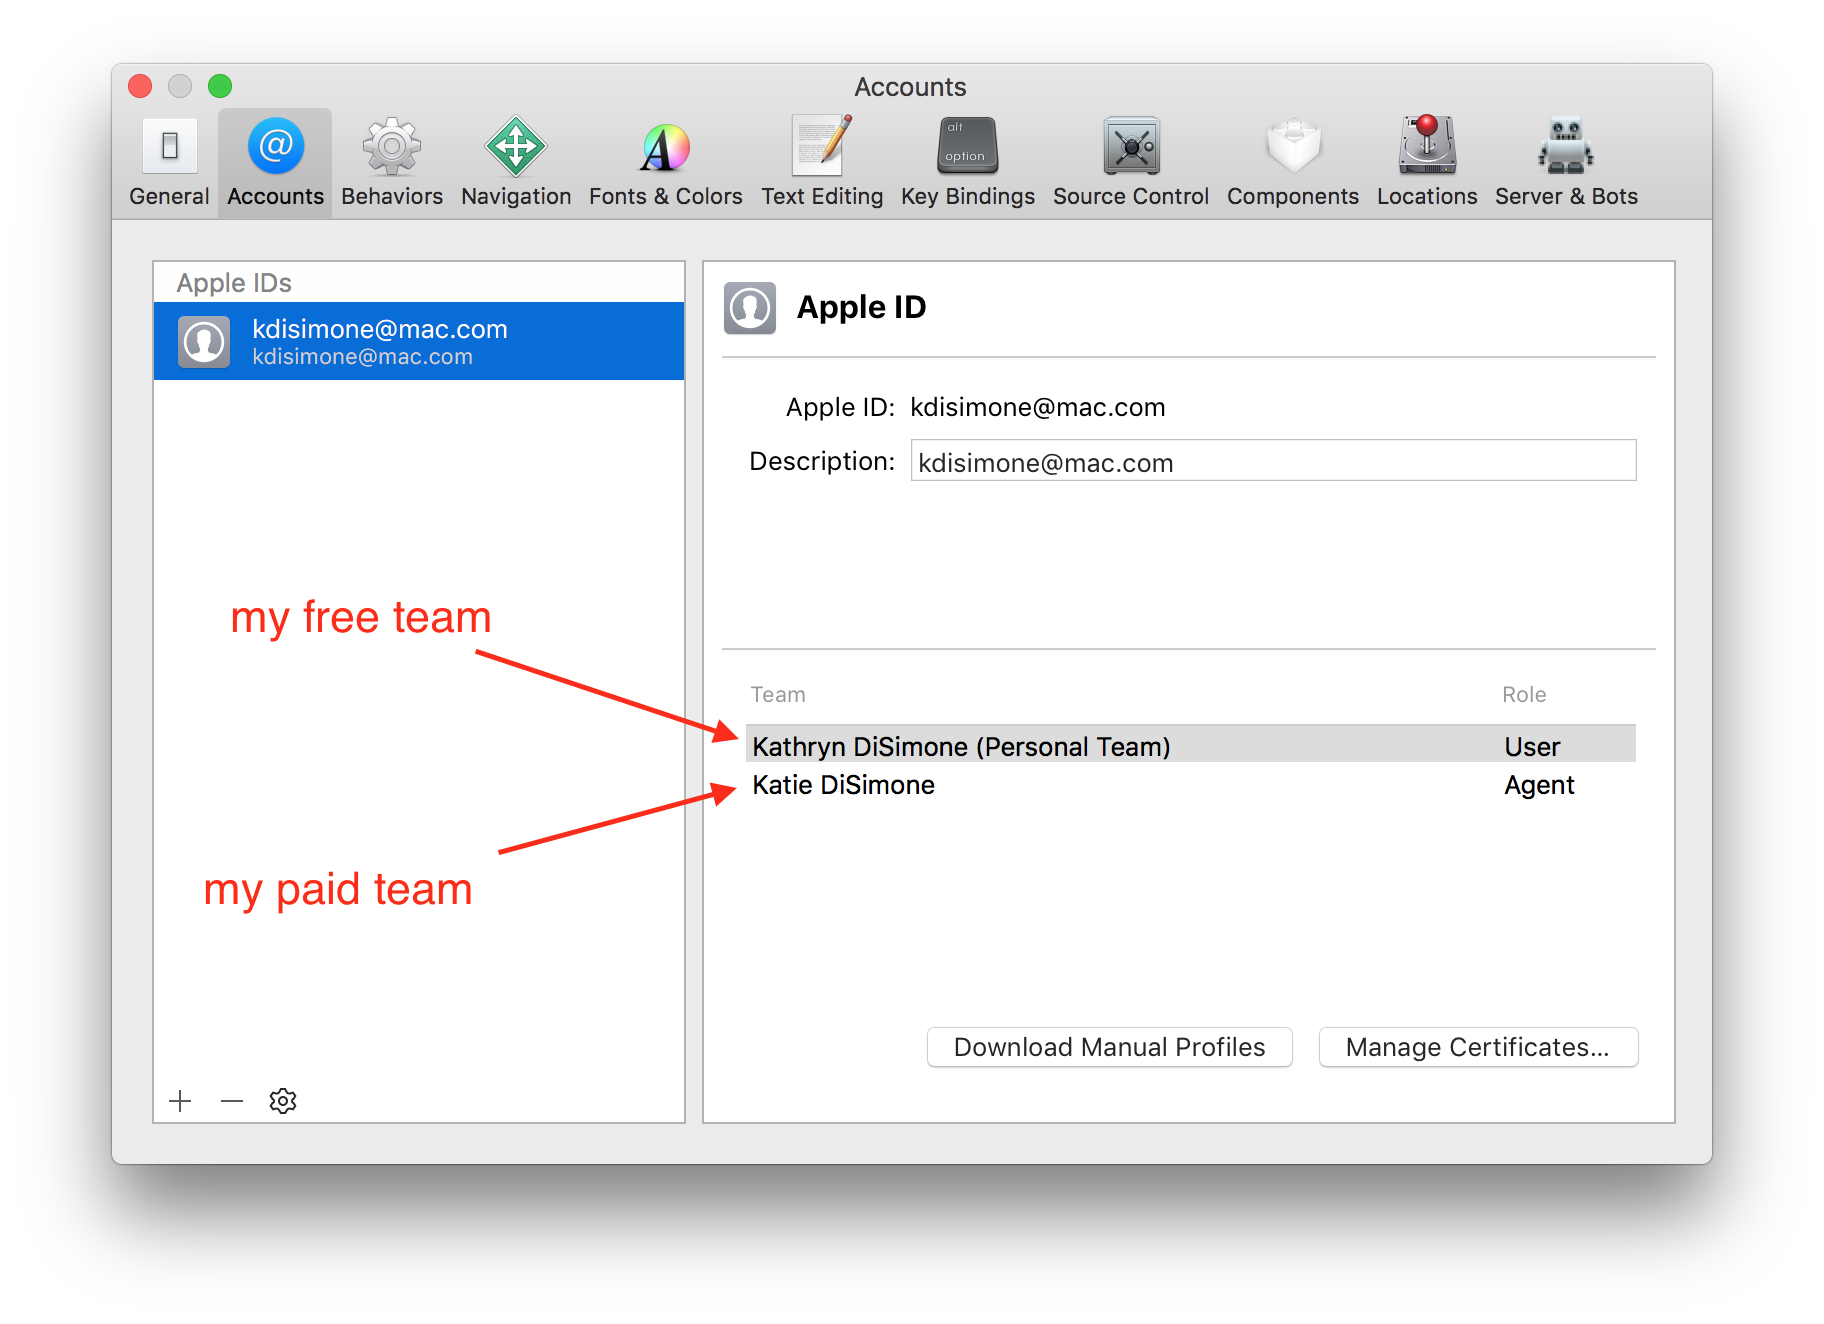 Accounts
General
Accounts
Behaviors
Navigation
Fonts & Colors
Text Editing
alt
option
Key Bindings
Source Control
Components
Locations
Server & Bots
Apple IDs
kdisimone@mac.com
kdisimone@mac.com
Apple ID
Apple ID: kdisimone@mac.com
Description: kdisimone@mac.com
my free team
Team Role
Kathryn DiSimone (Personal Team) User
Katie DiSimone Agent
my paid team
Download Manual Profiles
Manage Certificates...